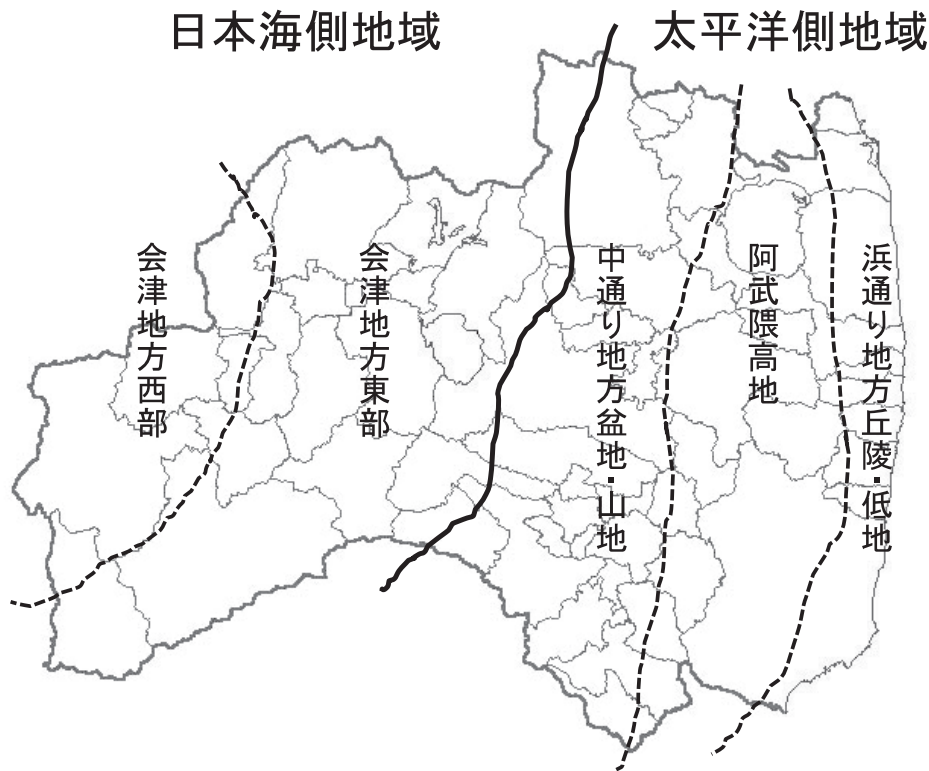 日本海側地域
太平洋側地域
会津地方西部
会津地方東部
中通り地方盆地・山地
阿武隈高地
浜通り地方丘陵・低地